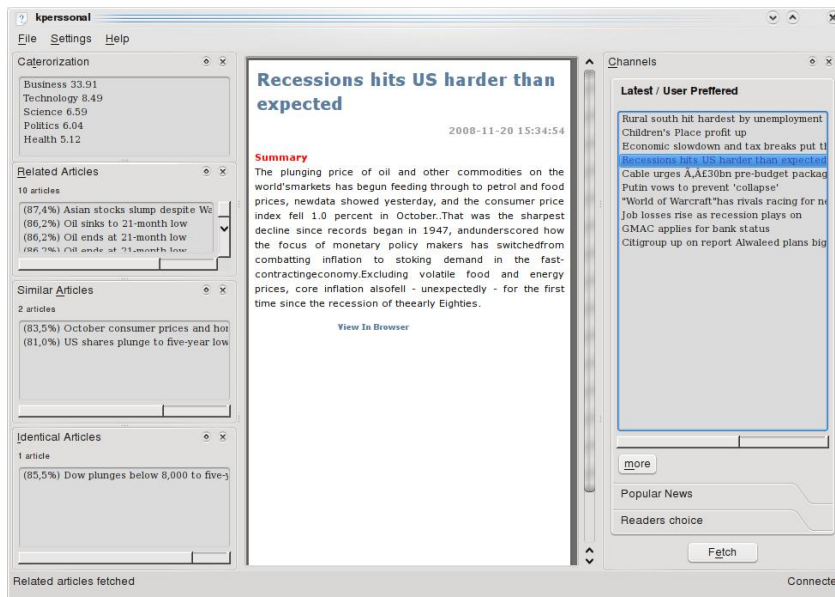 kperssonal
File Settings Help
Caterorization
Business 33.91
Technology 8.49
Science 6.59
Politics 6.04
Health 5.12
Related Articles
10 articles
(87,4%) Asian stocks slump despite Wa
(86,2%) Oil sinks to 21-month low
(86,2%) Oil ends at 21-month low
(86,2%) Oil ends at 21-month low
Similar Articles
2 articles
(83,5%) October consumer prices and hor
(81,0%) US shares plunge to five-year low
Identical Articles
1 article
(85,5%) Dow plunges below 8,000 to five-y
Related articles fetched
Recessions hits US harder than
expected
2008-11-20 15:34:54
Summary
The plunging price of oil and other commodities on the
world'smarkets has begun feeding through to petrol and food
prices, newdata showed yesterday, and the consumer price
index fell 1.0 percent in October..That was the sharpest
decline since records began in 1947, andunderscored how
the focus of monetary policy makers has switchedfrom
combatting inflation to stoking demand in the fast-
contractingeconomy.Excluding volatile food and energy
prices, core inflation alsofell - unexpectedly - for the first
time since the recession of theearly Eighties.
View In Browser
Channels
Latest / User Preffered
Rural south hit hardest by unemployment
Children's Place profit up
Economic slowdown and tax breaks put tl
Recessions hits US harder than expected
Cable urges Ã‚Â£30bn pre-budget packag
Putin vows to prevent 'collapse'
"World of Warcraft"has rivals racing for ne
Job losses rise as recession plays on
GMAC applies for bank status
Citigroup up on report Alwaleed plans big
more
Popular News
Readers choice
Fetch
Connecte